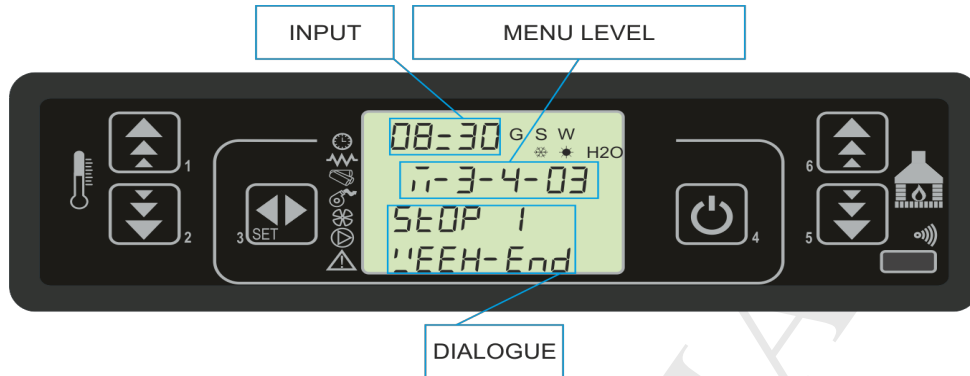 INPUT
MENU LEVEL
08-30 G S W
H2O
M-3-4-03
1
6
StOP 1
WEEK-End
3 SET
4
2
5
DIALOGUE